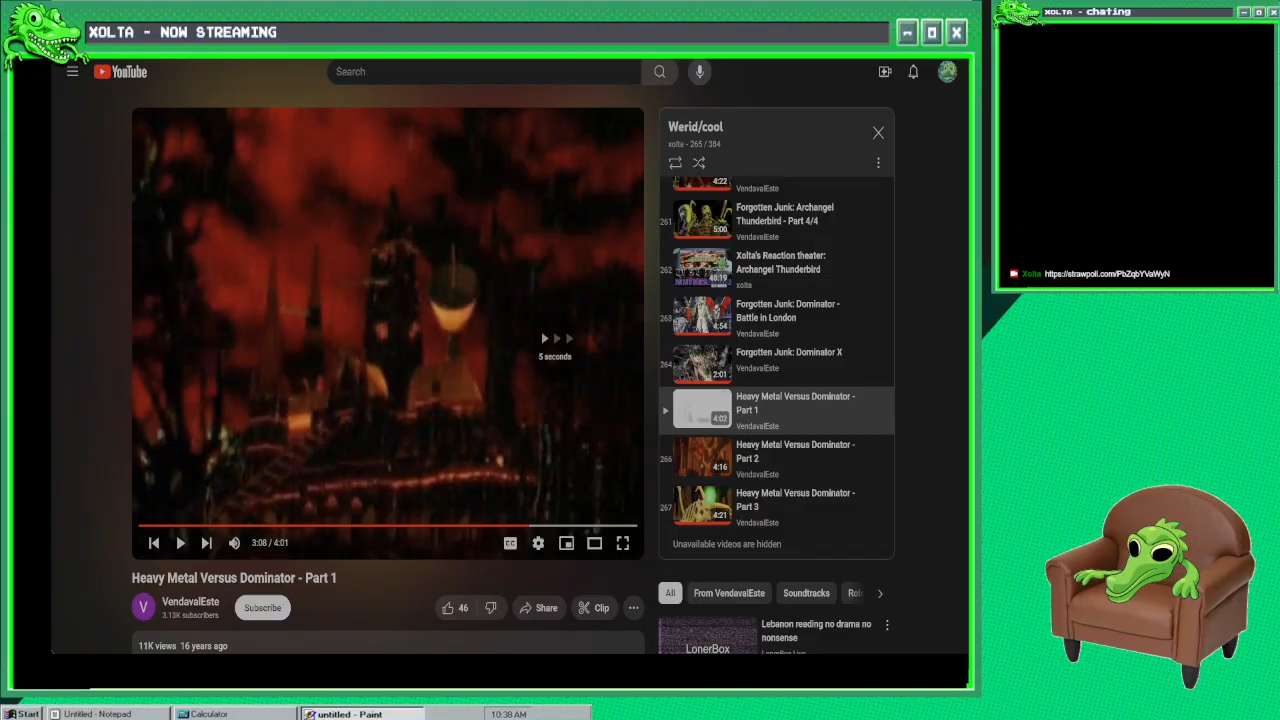 XOLTA - NOW STREAMING
XOLTA - chating
YouTube
Search
5 seconds
3:08 / 4:01
CC
Heavy Metal Versus Dominator - Part 1
V
VendavalEste
3.13K subscribers
Subscribe
46
Share
Clip
11K views 16 years ago
Werid/cool
xolta - 265 / 384
4:22
VendavalEste
261
5:00
Forgotten Junk: Archangel
Thunderbird - Part 4/4
VendavalEste
262
48:19
Xolta's Reaction theater:
Archangel Thunderbird
xolta
263
4:54
Forgotten Junk: Dominator -
Battle in London
VendavalEste
264
2:01
Forgotten Junk: Dominator X
VendavalEste
4:02
Heavy Metal Versus Dominator -
Part 1
VendavalEste
266
4:16
Heavy Metal Versus Dominator -
Part 2
VendavalEste
267
4:21
Heavy Metal Versus Dominator -
Part 3
VendavalEste
Unavailable videos are hidden
All
From VendavalEste
Soundtracks
LonerBox
Lebanon reading no drama no
nonsense
LonerBox Live
Xolta https://strawpoll.com/PbZqbYVaWyN
Start
Untitled - Notepad
Calculator
untitled - Paint
10:38 AM